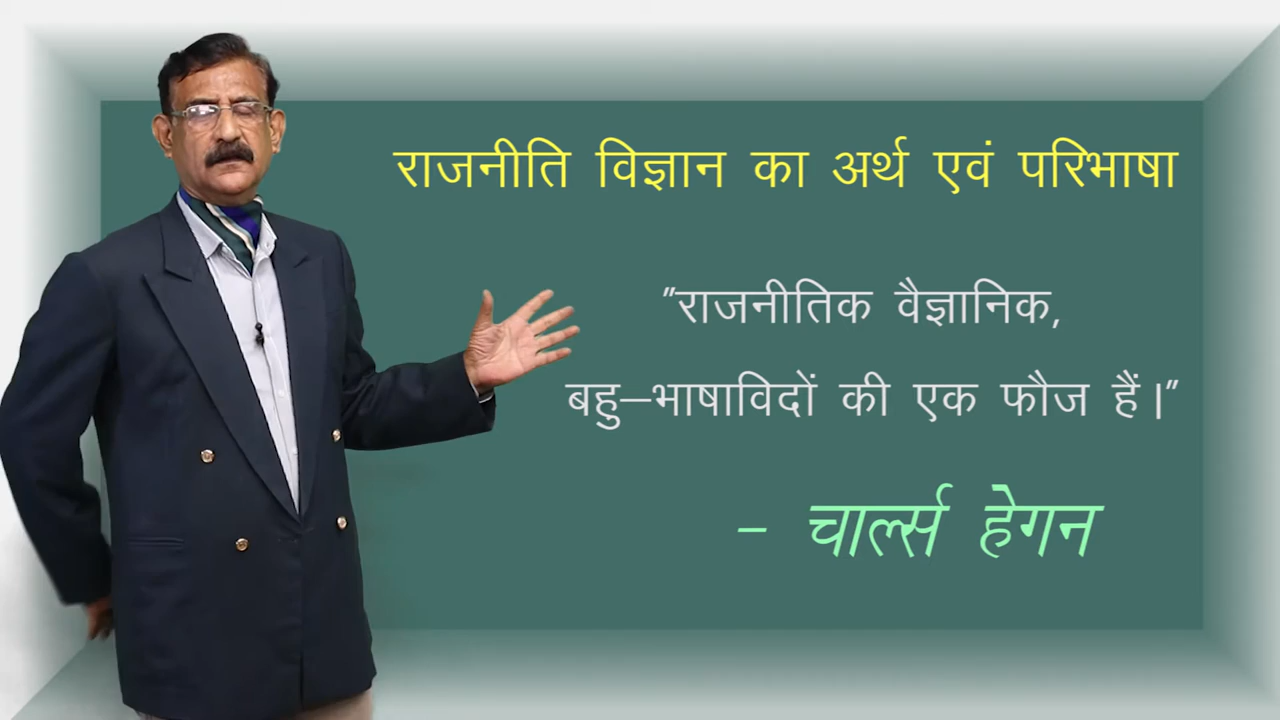 राजनीति विज्ञान का अर्थ एवं परिभाषा
"राजनीतिक वैज्ञानिक,
बहु–भाषाविदों की एक फौज हैं।"
– चार्ल्स हेगन